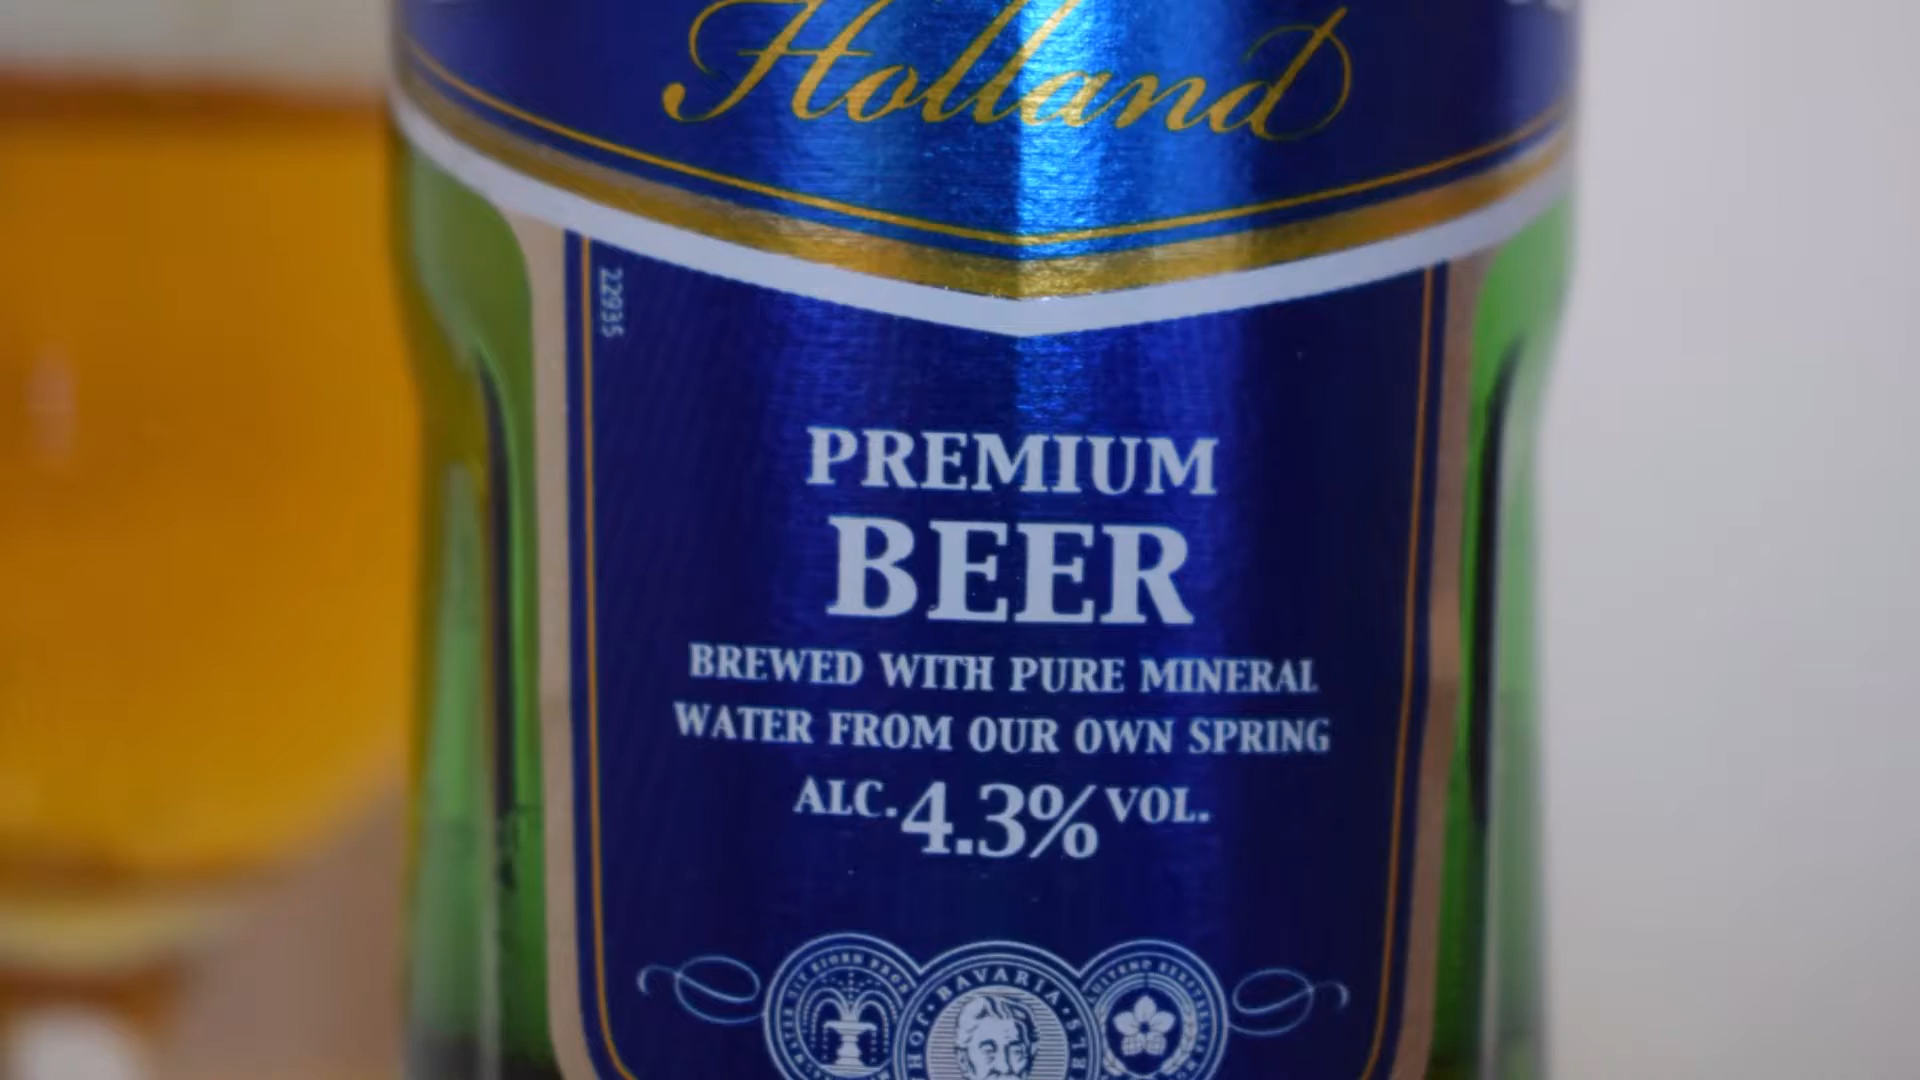 Holland
22935
PREMIUM
BEER
BREWED WITH PURE MINERAL
WATER FROM OUR OWN SPRING
ALC. 4.3% VOL.
BAVARIA